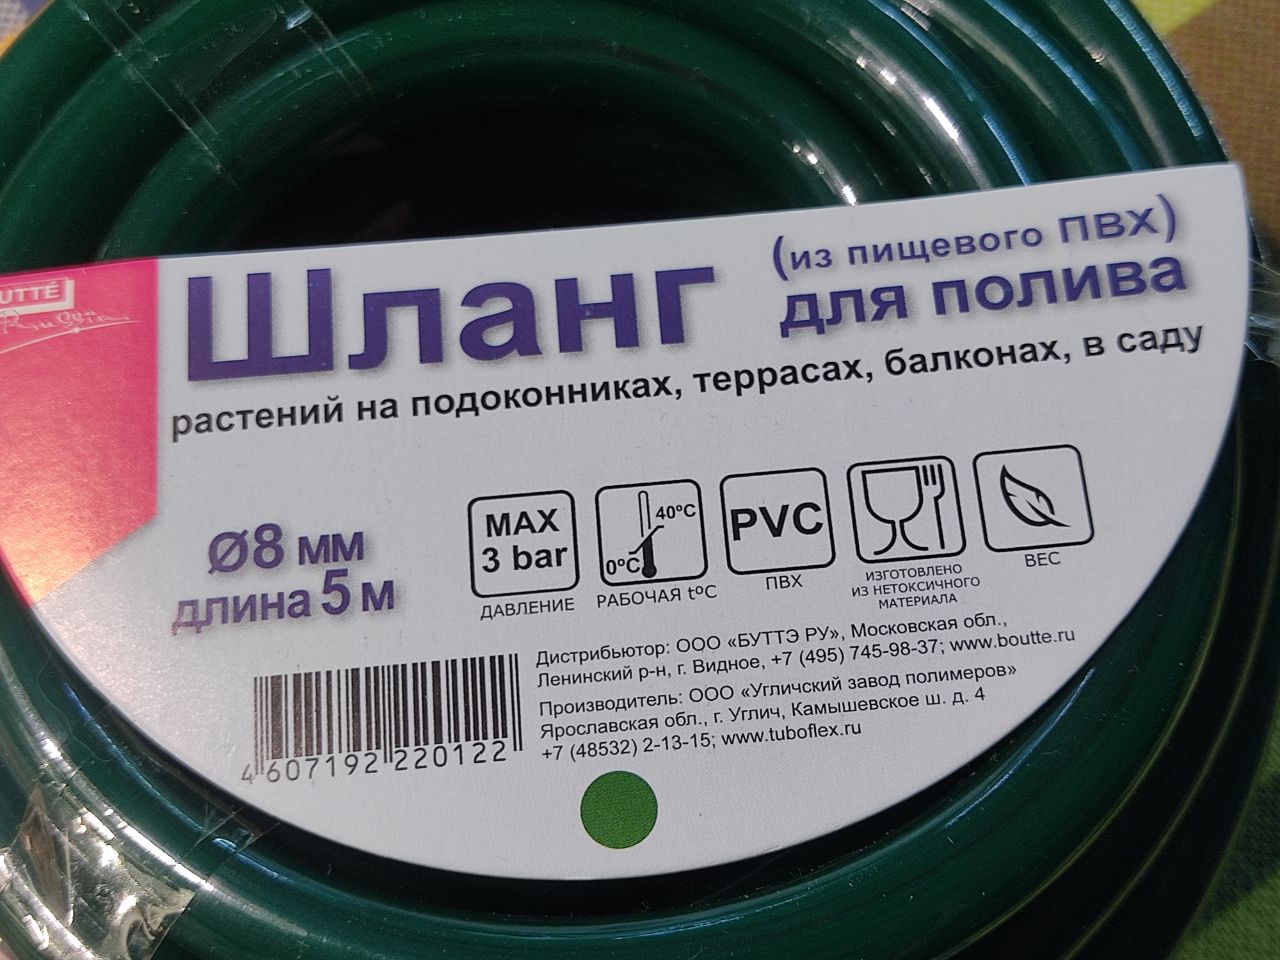 UTTÉ
Russia
Шланг
(из пищевого ПВХ)
для полива
растений на подоконниках, террасах, балконах, в саду
Ø8 мм
длина 5 м
MAX
3 bar
ДАВЛЕНИЕ
40°C
0°C
РАБОЧАЯ t°C
PVC
ПВХ
ИЗГОТОВЛЕНО
ИЗ НЕТОКСИЧНОГО
МАТЕРИАЛА
ВЕС
Дистрибьютор: ООО «БУТТЭ РУ», Московская обл.,
Ленинский р-н, г. Видное, +7 (495) 745-98-37; www.boutte.ru
Производитель: ООО «Угличский завод полимеров»
Ярославская обл., г. Углич, Камышевское ш. д. 4
+7 (48532) 2-13-15; www.tuboflex.ru
4 607192 220122